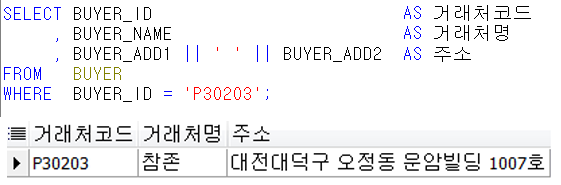 SELECT BUYER_ID AS 거래처코드
, BUYER_NAME AS 거래처명
, BUYER_ADD1 || ' ' || BUYER_ADD2 AS 주소
FROM BUYER
WHERE BUYER_ID = 'P30203';
거래처코드 거래처명 주소
P30203 참존 대전대덕구 오정동 문암빌딩 1007호